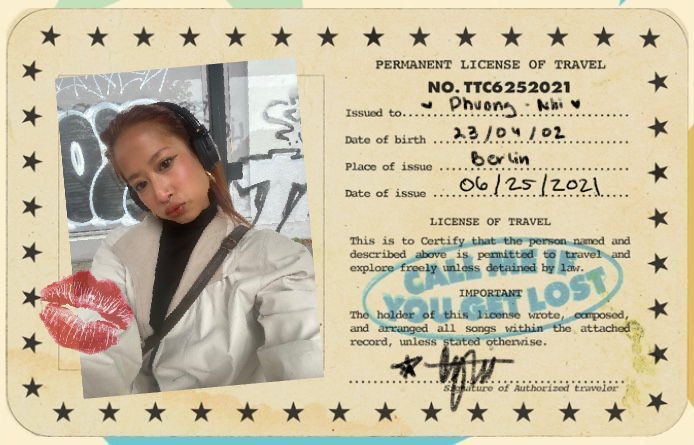 PERMANENT LICENSE OF TRAVEL
NO. TTC6252021
Issued to Phuong - Nhi
Date of birth 23/04/02
Place of issue Berlin
Date of issue 06/25/2021
LICENSE OF TRAVEL
This is to Certify that the person named and
described above is permitted to travel and
explore freely unless detained by law.
CALL ME IF
YOU GET LOST
IMPORTANT
The holder of this license wrote, composed,
and arranged all songs within the attached
record, unless stated otherwise.
Signature of Authorized traveler